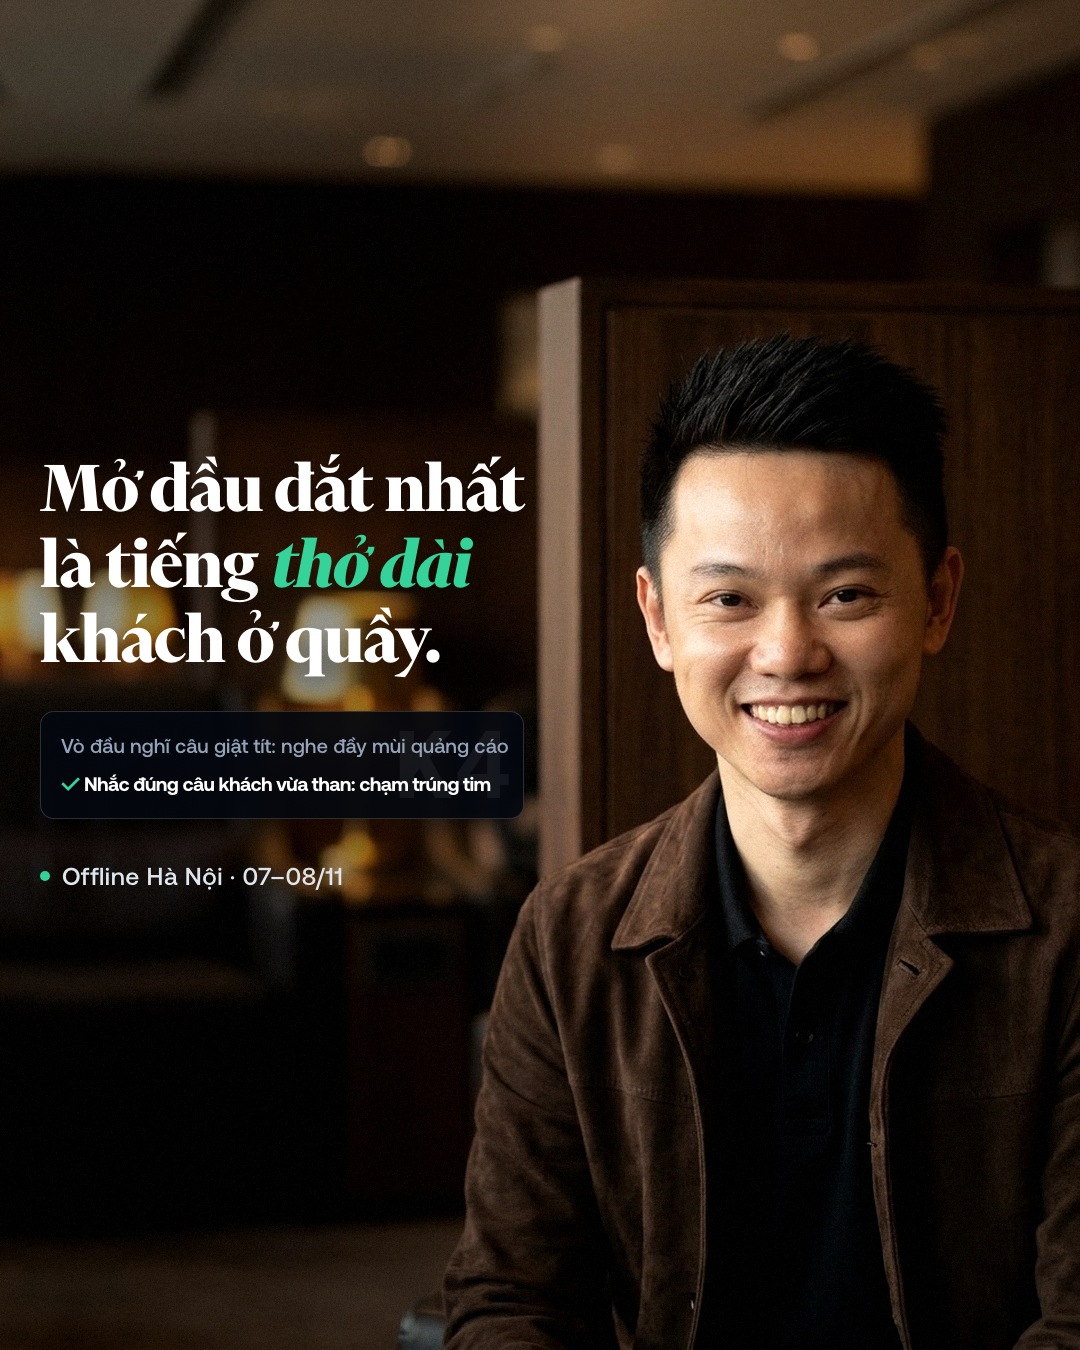 Mở đầu đắt nhất
là tiếng thở dài
khách ở quầy.
Vò đầu nghĩ câu giật tít: nghe đầy mùi quảng cáo
Nhắc đúng câu khách vừa than: chạm trúng tim
K4
Offline Hà Nội · 07–08/11